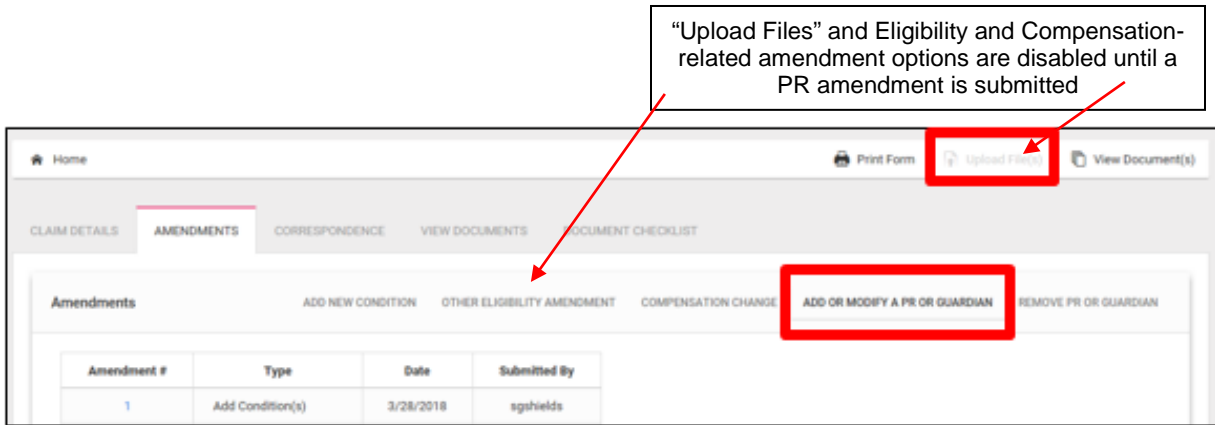 “Upload Files” and Eligibility and Compensation-
related amendment options are disabled until a
PR amendment is submitted
Home Print Form Upload File(s) View Document(s)
CLAIM DETAILS AMENDMENTS CORRESPONDENCE VIEW DOCUMENTS DOCUMENT CHECKLIST
Amendments ADD NEW CONDITION OTHER ELIGIBILITY AMENDMENT COMPENSATION CHANGE ADD OR MODIFY A PR OR GUARDIAN REMOVE PR OR GUARDIAN
Amendment # Type Date Submitted By
1 Add Condition(s) 3/28/2018 sgshields